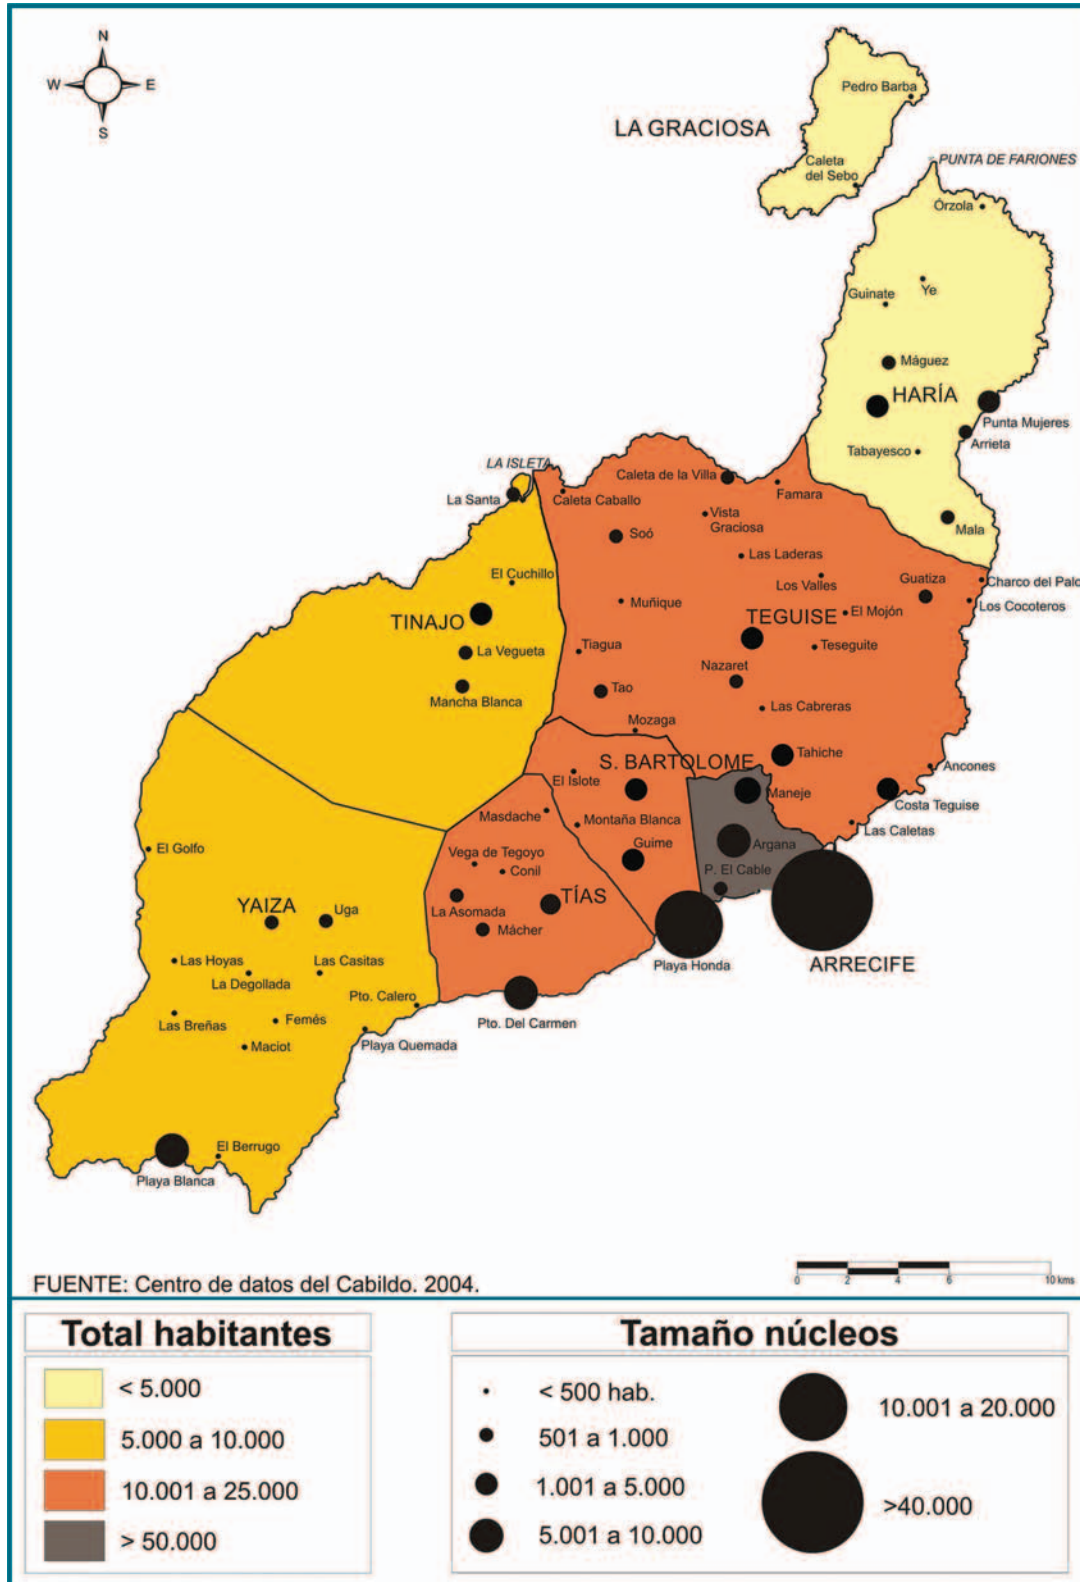 N
W
E
S
Pedro Barba
LA GRACIOSA
Caleta
del Sebo
PUNTA DE FARIONES
Órzola
Ye
Guinate
Máguez
HARÍA
Punta Mujeres
Arrieta
Tabayesco
LA ISLETA
La Santa
Caleta Caballo
Caleta de la Villa
Famara
Vista
Graciosa
Mala
Soó
Las Laderas
El Cuchillo
Los Valles
Guatiza
Charco del Palo
Los Cocoteros
Muñique
El Mojón
TINAJO
TEGUISE
Teseguite
La Vegueta
Tiagua
Nazaret
Mancha Blanca
Tao
Las Cabreras
Mozaga
Tahiche
S. BARTOLOME
Ancones
El Islote
Maneje
Costa Teguise
Masdache
Montaña Blanca
Las Caletas
El Golfo
Vega de Tegoyo
Guime
Argana
Conil
P. El Cable
YAIZA
Uga
La Asomada
TÍAS
Mácher
Las Hoyas
Las Casitas
La Degollada
Playa Honda
ARRECIFE
Pto. Calero
Las Breñas
Femés
Pto. Del Carmen
Maciot
Playa Quemada
El Berrugo
Playa Blanca
FUENTE: Centro de datos del Cabildo. 2004.
0 2 4 6 10 kms
Total habitantes
< 5.000
5.000 a 10.000
10.001 a 25.000
> 50.000
Tamaño núcleos
< 500 hab.
501 a 1.000
1.001 a 5.000
5.001 a 10.000
10.001 a 20.000
>40.000